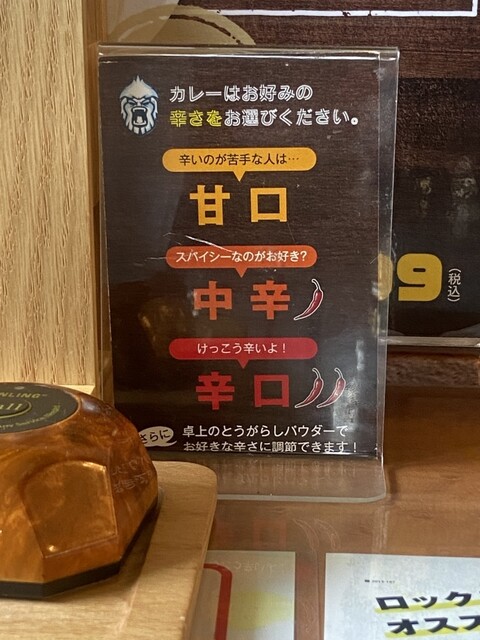 カレーはお好みの
辛さをお選びください。
辛いのが苦手な人は…
甘口
スパイシーなのがお好き?
中辛
けっこう辛いよ!
辛口
さらに
卓上のとうがらしパウダーで
お好きな辛さに調節できます!
9
(税込)
ロック
オス